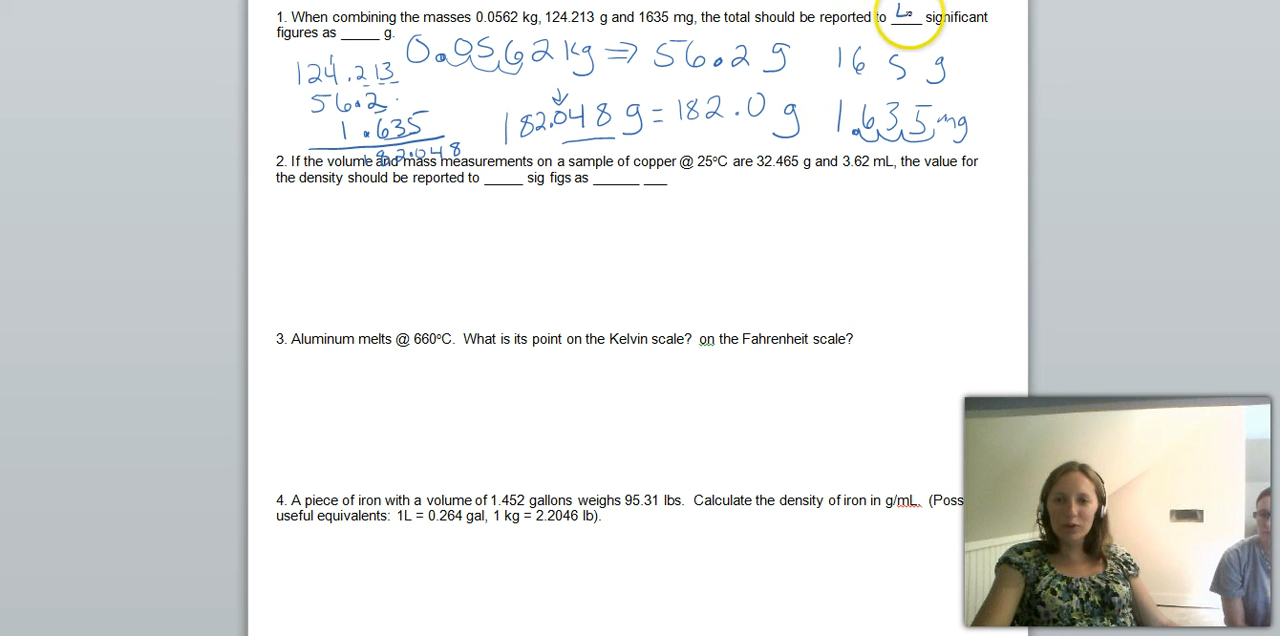 1. When combining the masses 0.0562 kg, 124.213 g and 1635 mg, the total should be reported to ____ significant
figures as _____ g.
0.0562 kg ⇒ 56.2 g
165 g
124.213
56.2
1.635
182.048
182.048 g = 182.0 g
1.635 mg
2. If the volume and mass measurements on a sample of copper @ 25°C are 32.465 g and 3.62 mL, the value for
the density should be reported to _____ sig figs as ______ ___
3. Aluminum melts @ 660°C. What is its point on the Kelvin scale? on the Fahrenheit scale?
4. A piece of iron with a volume of 1.452 gallons weighs 95.31 lbs. Calculate the density of iron in g/mL. (Poss
useful equivalents: 1L = 0.264 gal, 1 kg = 2.2046 lb).